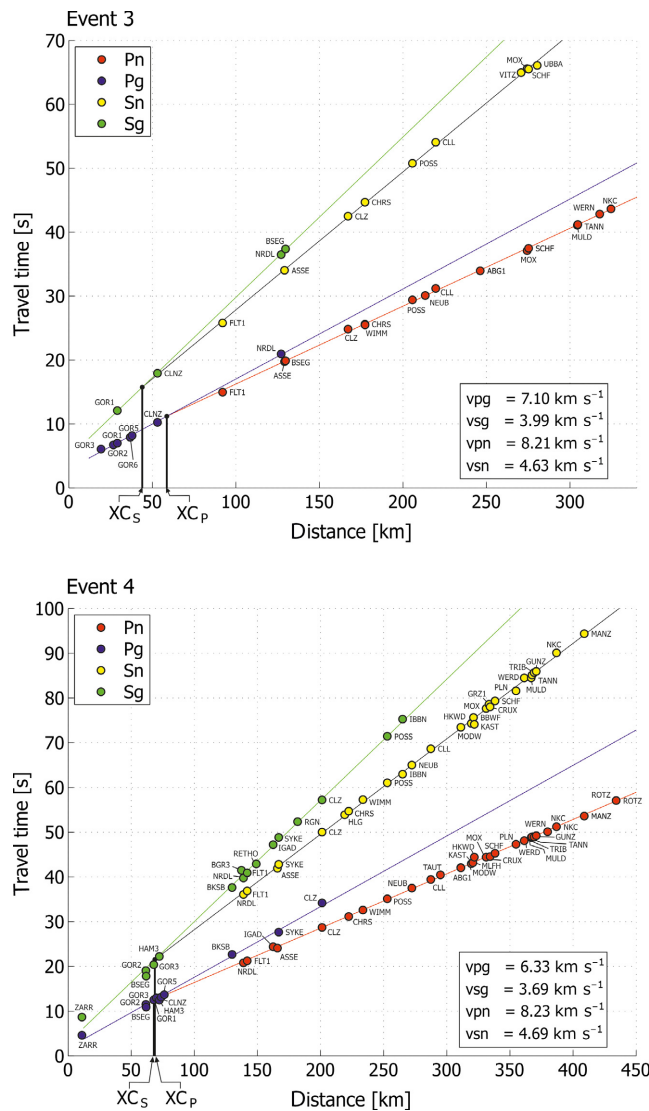 Event 3
70
60
50
40
30
20
10
0
Travel time [s]
Pn
Pg
Sn
Sg
MOX
UBBA
VITZ
SCHF
CLL
POSS
CHRS
CLZ
BSEG
NRDL
ASSE
FLT1
CLNZ
GOR1
NKC
WERN
TANN
MULD
SCHF
MOX
ABG1
CLL
NEUB
POSS
CHRS
WIMM
CLZ
NRDL
BSEG
ASSE
FLT1
CLNZ
GOR5
GOR1
GOR3
GOR2
GOR6
vpg = 7.10 km s⁻¹
vsg = 3.99 km s⁻¹
vpn = 8.21 km s⁻¹
vsn = 4.63 km s⁻¹
0 50 100 150 200 250 300
XCS XCP
Distance [km]
Event 4
100
90
80
70
60
50
40
30
20
10
0
Travel time [s]
Pn
Pg
Sn
Sg
MANZ
NKC
GUNZ
TRIB
WERD
TANN
MULD
PLN
SCHF
GRZ1
CRUX
MOX
BBWF
HKWD
KAST
MODW
IBBN
CLL
POSS
NEUB
IBBN
POSS
CLZ
WIMM
CHRS
HLG
RGN
CLZ
SYKE
IGAD
RETHO
SYKE
BGR3
FLT1
ASSE
NRDL
BKSB
FLT1
NRDL
ROTZ
ROTZ
NKC
WERN
NKC
MANZ
PLN
GUNZ
MOX
TANN
HKWD
TRIB
WERD
MULD
SCHF
KAST
CRUX
MLFH
TAUT
MODW
ABG1
NEUB
CLL
CLZ
POSS
WIMM
CHRS
BKSB
SYKE
CLZ
IGAD
ASSE
FLT1
NRDL
HAM3
GOR2
GOR3
BSEG
GOR5
GOR3
ZARR
GOR2
CLNZ
HAM3
BSEG
GOR1
ZARR
vpg = 6.33 km s⁻¹
vsg = 3.69 km s⁻¹
vpn = 8.23 km s⁻¹
vsn = 4.69 km s⁻¹
0 50 100 150 200 250 300 350 400 450
XCS XCP
Distance [km]